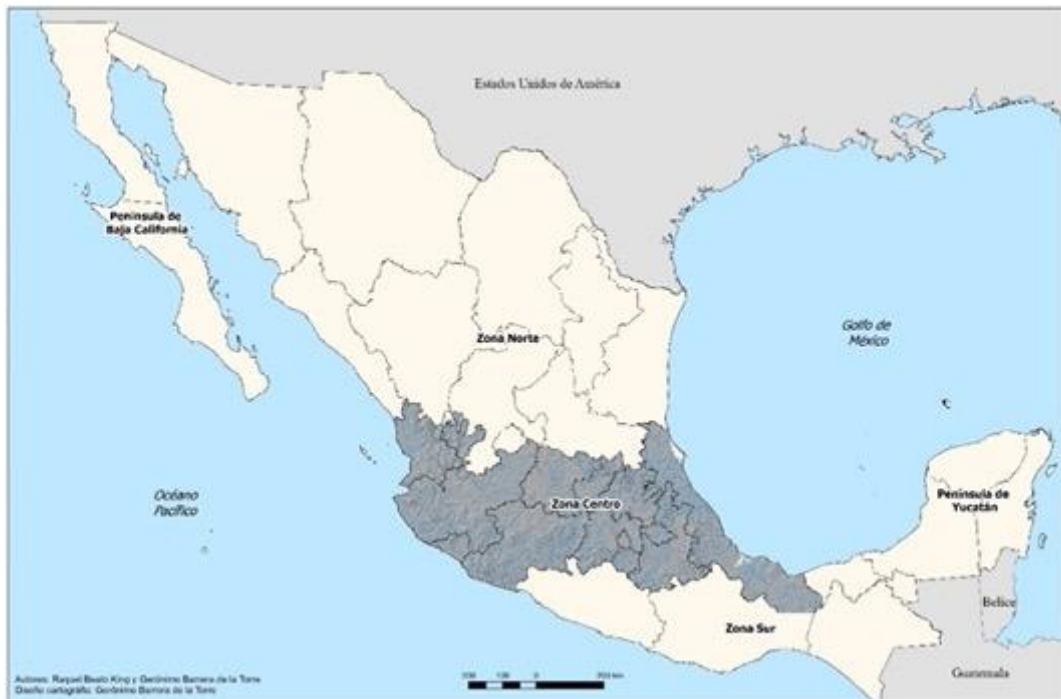 Estados Unidos de América
Península de
Baja California
Zona Norte
Golfo de
México
Océano
Pacífico
Zona Centro
Península de
Yucatán
Belice
Zona Sur
Guatemala
Autores: Raquel Beato King y Gerónimo Barrera de la Torre
Diseño cartográfico: Gerónimo Barrera de la Torre
0